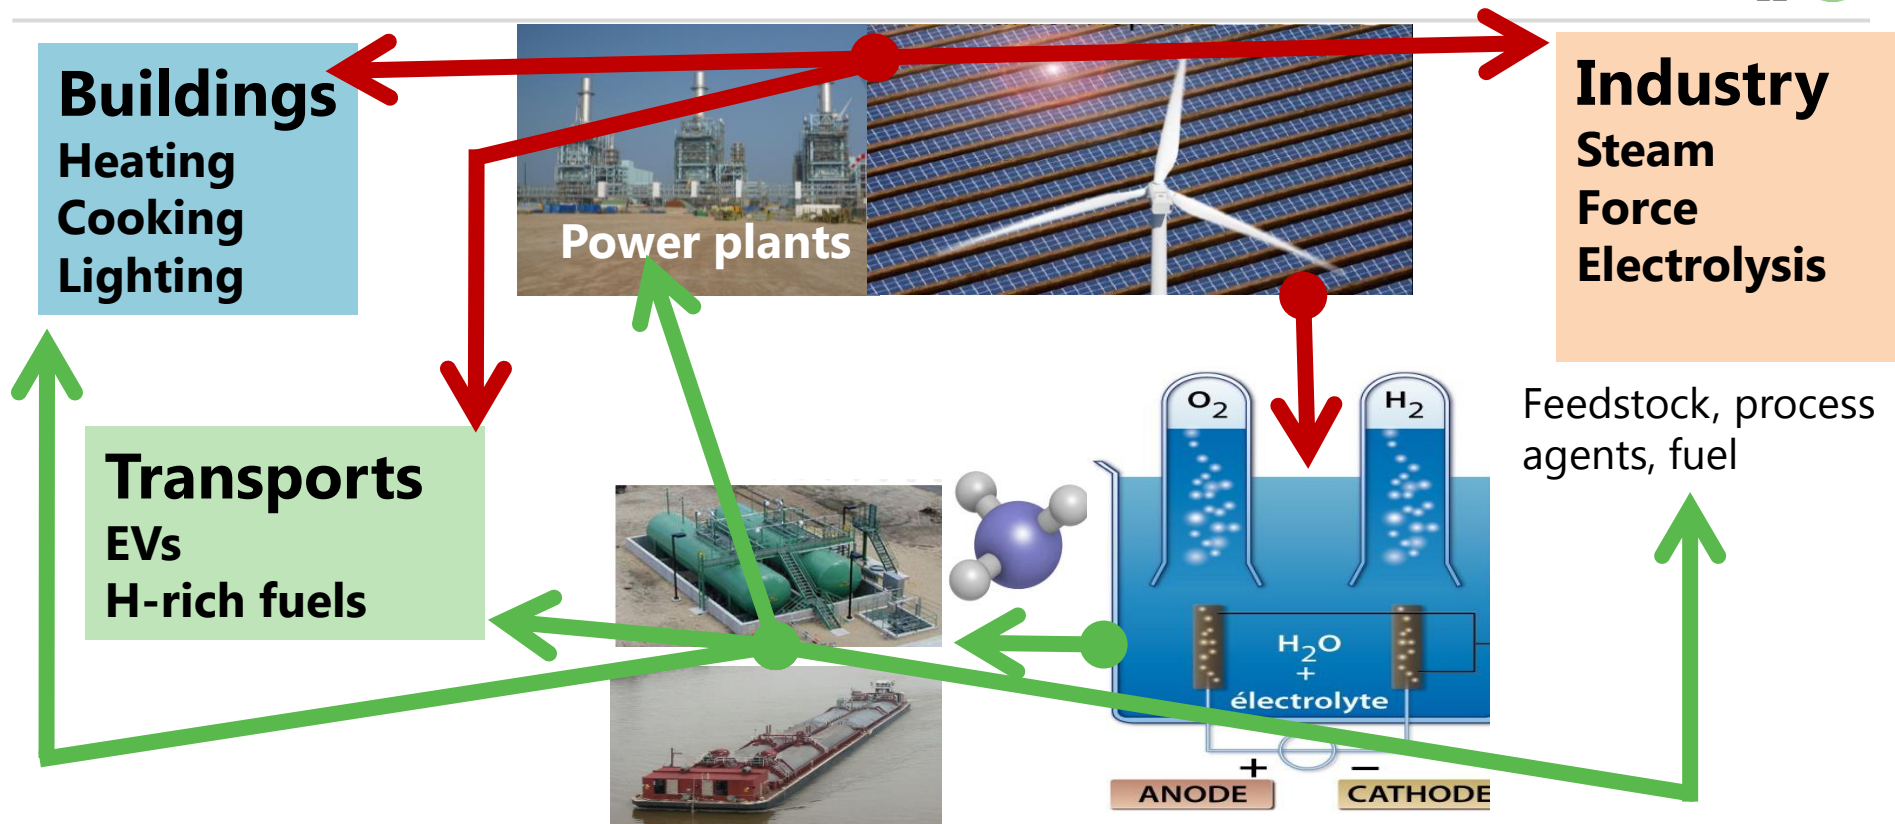 Buildings
Heating
Cooking
Lighting
Power plants
Industry
Steam
Force
Electrolysis
Feedstock, process
agents, fuel
Transports
EVs
H-rich fuels
O2
H2
H2O
+
électrolyte
+
−
ANODE
CATHODE